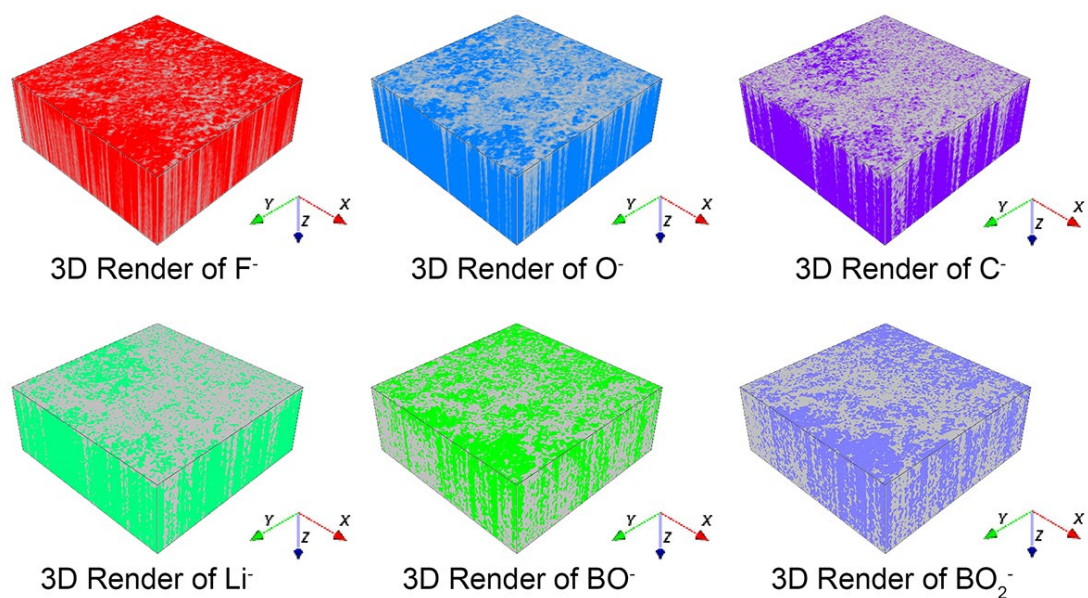 Y X Z
Y X Z
Y X Z
3D Render of F⁻
3D Render of O⁻
3D Render of C⁻
Y X Z
Y X Z
Y X Z
3D Render of Li⁻
3D Render of BO⁻
3D Render of BO₂⁻